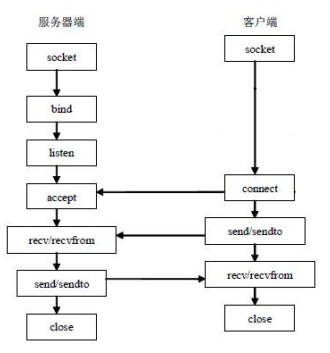 服务器端
socket
bind
listen
accept
recv/recvfrom
send/sendto
close
客户端
socket
connect
send/sendto
recv/recvfrom
close